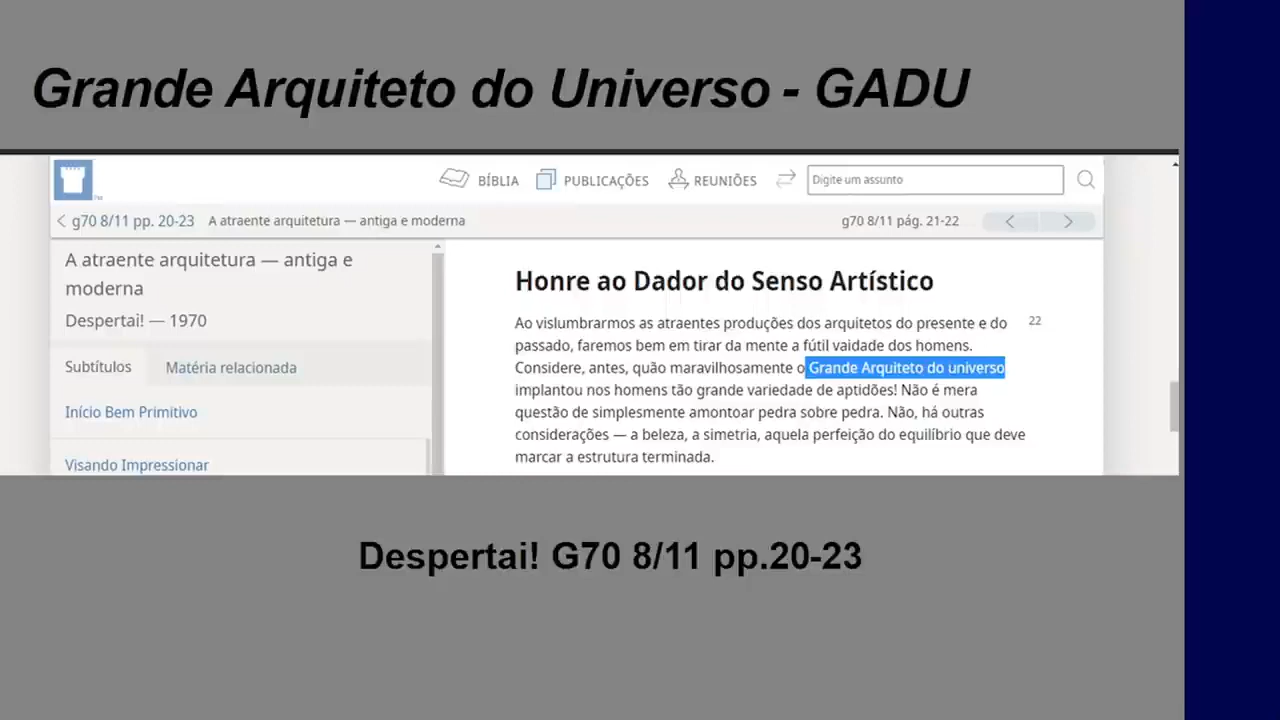 Grande Arquiteto do Universo - GADU
BÍBLIA
PUBLICAÇÕES
REUNIÕES
Digite um assunto
g70 8/11 pp. 20-23
A atraente arquitetura — antiga e moderna
g70 8/11 pág. 21-22
A atraente arquitetura — antiga e
moderna
Despertai! — 1970
Subtítulos
Matéria relacionada
Início Bem Primitivo
Visando Impressionar
Honre ao Dador do Senso Artístico
Ao vislumbrarmos as atraentes produções dos arquitetos do presente e do
22
passado, faremos bem em tirar da mente a fútil vaidade dos homens.
Considere, antes, quão maravilhosamente o Grande Arquiteto do universo
implantou nos homens tão grande variedade de aptidões! Não é mera
questão de simplesmente amontoar pedra sobre pedra. Não, há outras
considerações — a beleza, a simetria, aquela perfeição do equilíbrio que deve
marcar a estrutura terminada.
Despertai! G70 8/11 pp.20-23